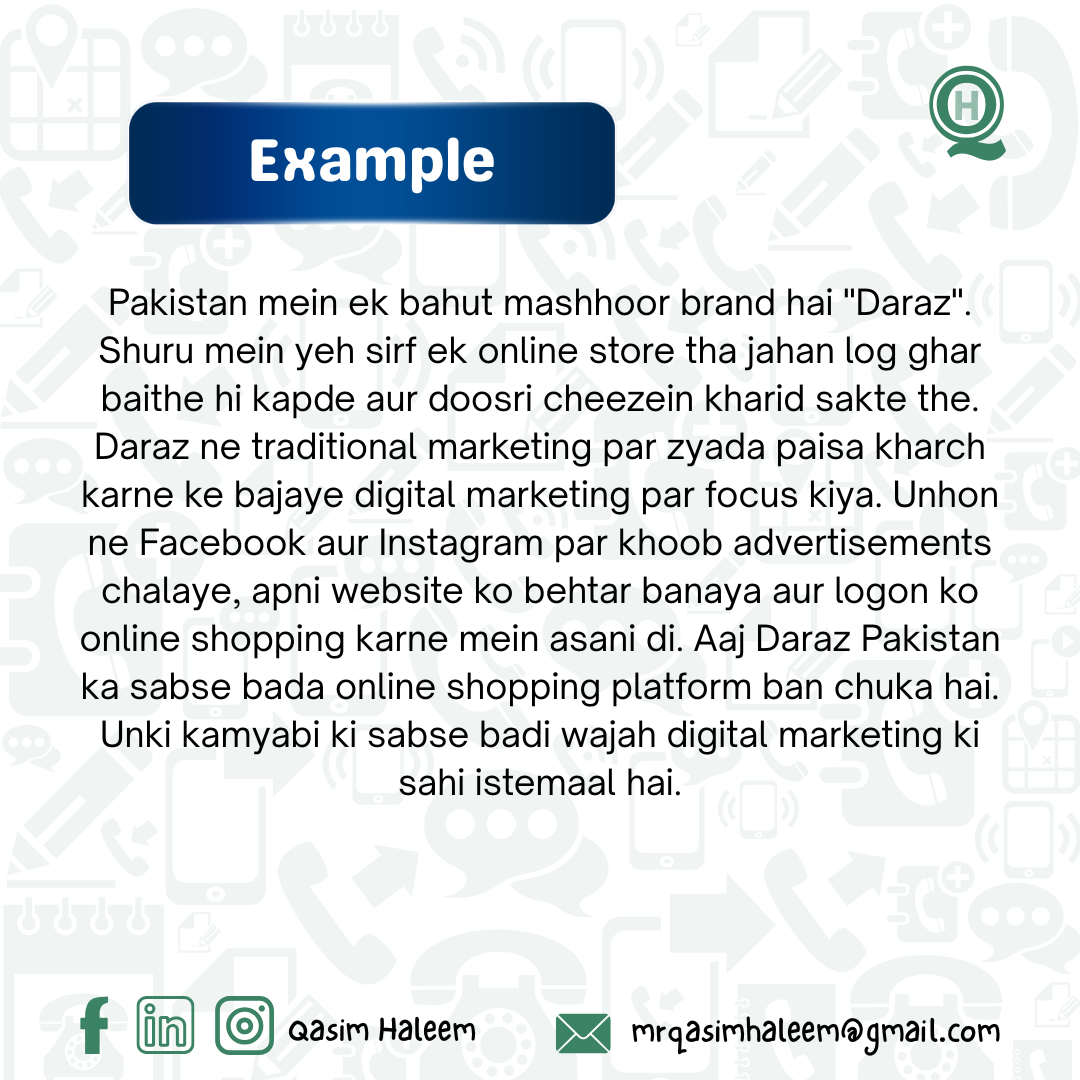 H
Example
Pakistan mein ek bahut mashhoor brand hai "Daraz".
Shuru mein yeh sirf ek online store tha jahan log ghar
baithe hi kapde aur doosri cheezein kharid sakte the.
Daraz ne traditional marketing par zyada paisa kharch
karne ke bajaye digital marketing par focus kiya. Unhon
ne Facebook aur Instagram par khoob advertisements
chalaye, apni website ko behtar banaya aur logon ko
online shopping karne mein asani di. Aaj Daraz Pakistan
ka sabse bada online shopping platform ban chuka hai.
Unki kamyabi ki sabse badi wajah digital marketing ki
sahi istemaal hai.
f in Qasim Haleem mrqasimhaleem@gmail.com